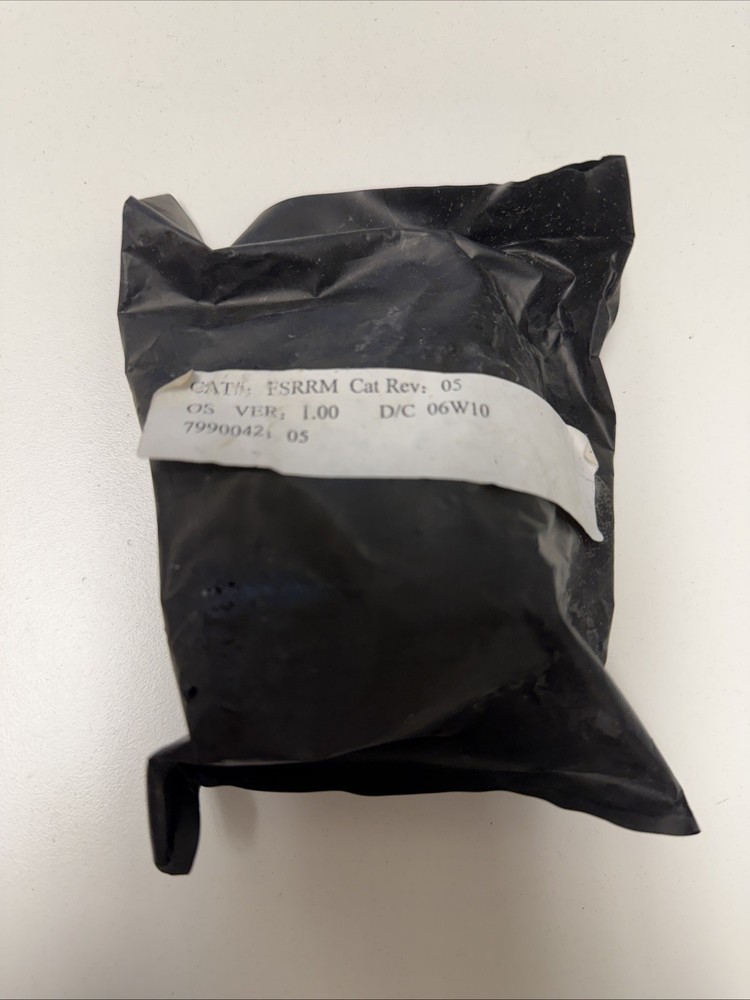 CAT#: FSRRM Cat Rev: 05
OS VER: 1.00 D/C 06W10
7990042: 05